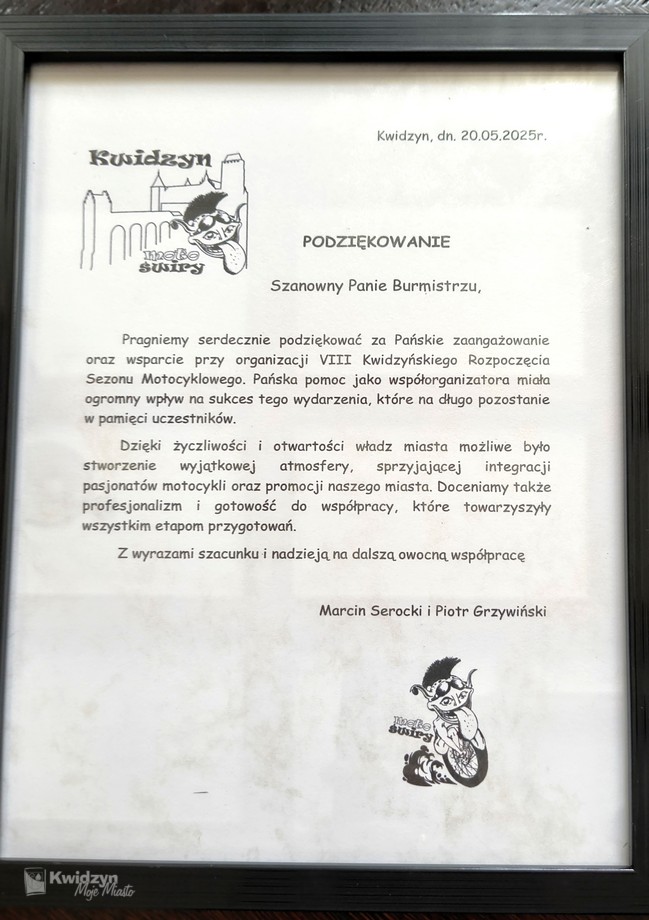 Kwidzyn, dn. 20.05.2025r.
Kwidzyn
moto
świry
PODZIĘKOWANIE
Szanowny Panie Burmistrzu,
Pragniemy serdecznie podziękować za Pańskie zaangażowanie
oraz wsparcie przy organizacji VIII Kwidzyńskiego Rozpoczęcia
Sezonu Motocyklowego. Pańska pomoc jako współorganizatora miała
ogromny wpływ na sukces tego wydarzenia, które na długo pozostanie
w pamięci uczestników.
Dzięki życzliwości i otwartości władz miasta możliwe było
stworzenie wyjątkowej atmosfery, sprzyjającej integracji
pasjonatów motocykli oraz promocji naszego miasta. Doceniamy także
profesjonalizm i gotowość do współpracy, które towarzyszyły
wszystkim etapom przygotowań.
Z wyrazami szacunku i nadzieją na dalszą owocną współpracę
Marcin Serocki i Piotr Grzywiński
moto
świry
Kwidzyn
Moje Miasto